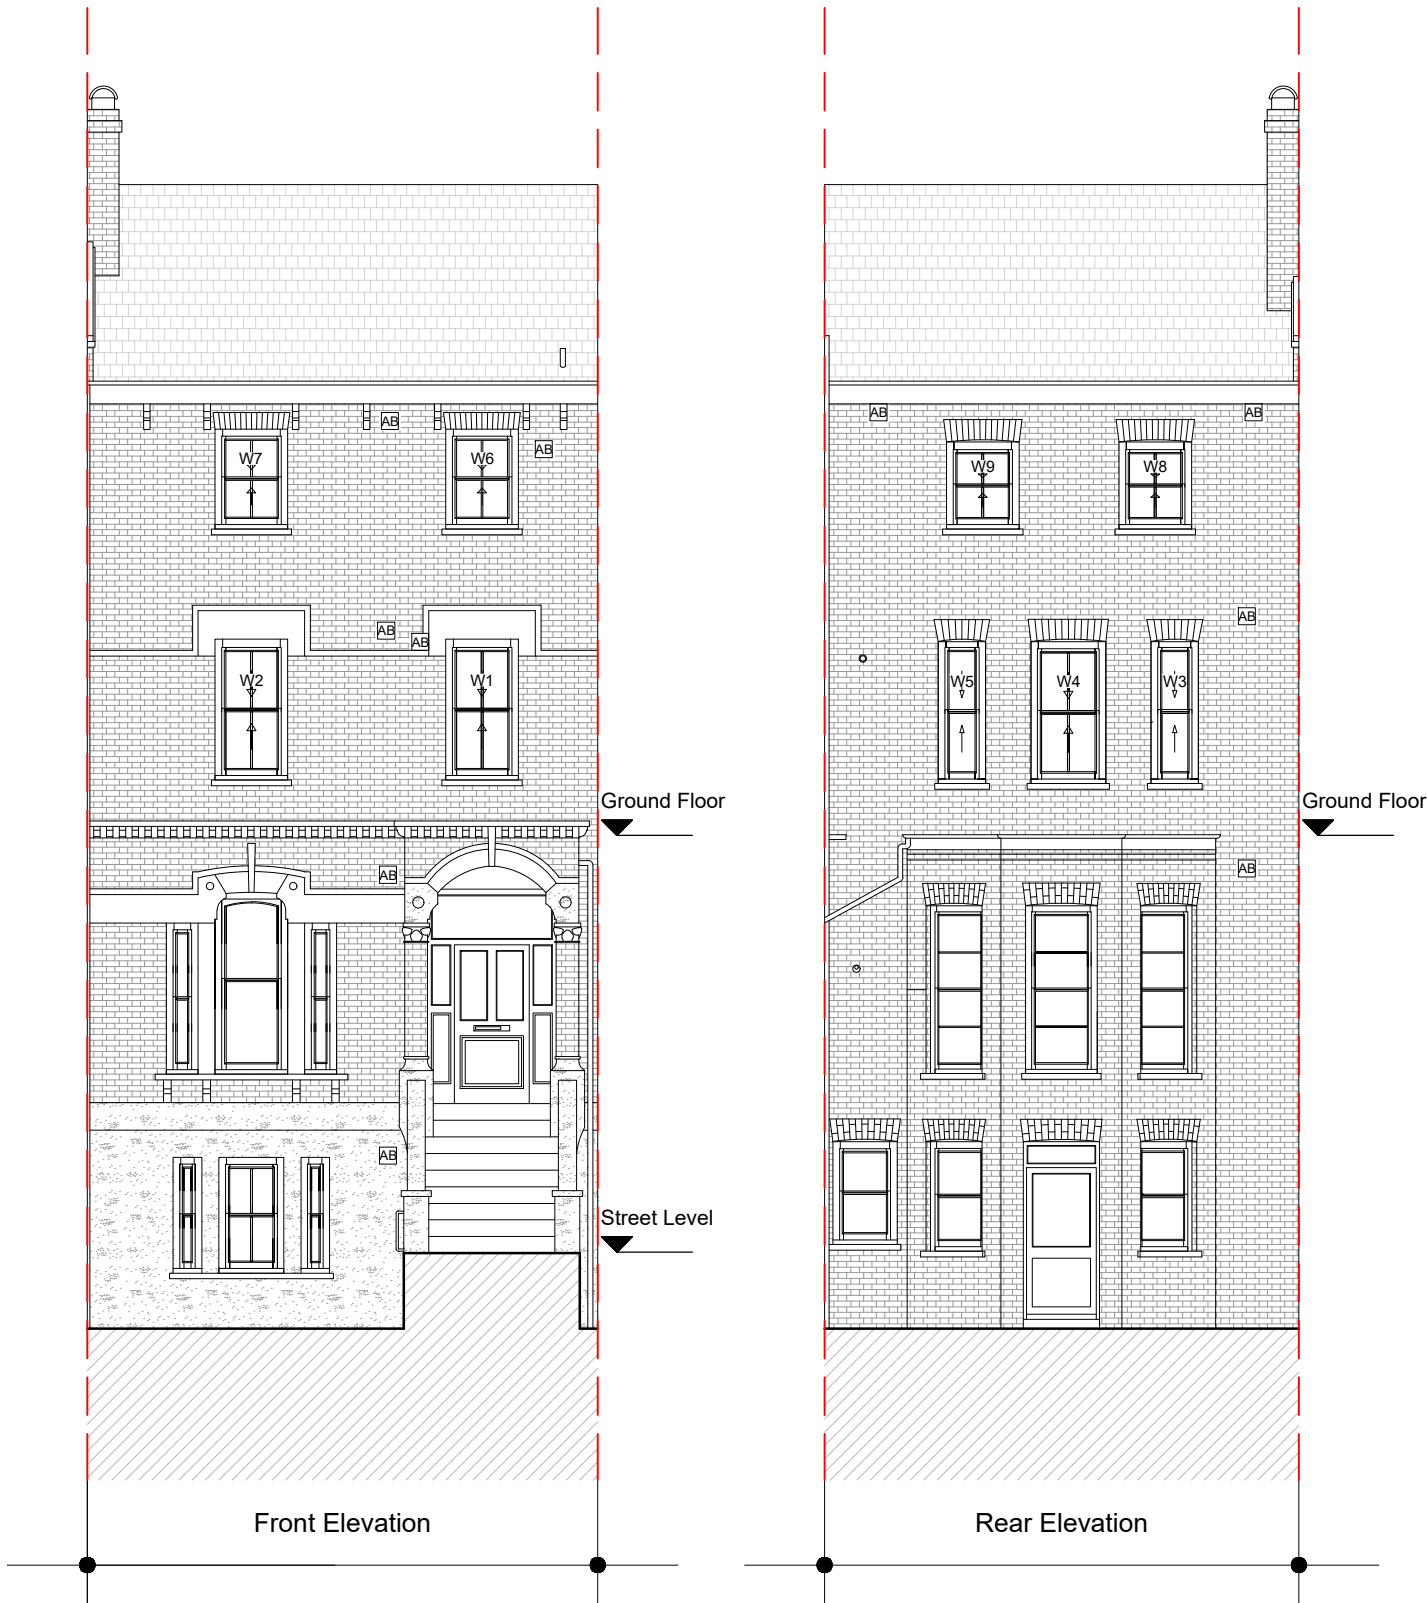 AB
AB
W7
W6
AB
AB
W2
W1
Ground Floor
AB
AB
Street Level
Front Elevation
AB
AB
W9
W8
AB
W5
W4
W3
Ground Floor
AB
Rear Elevation